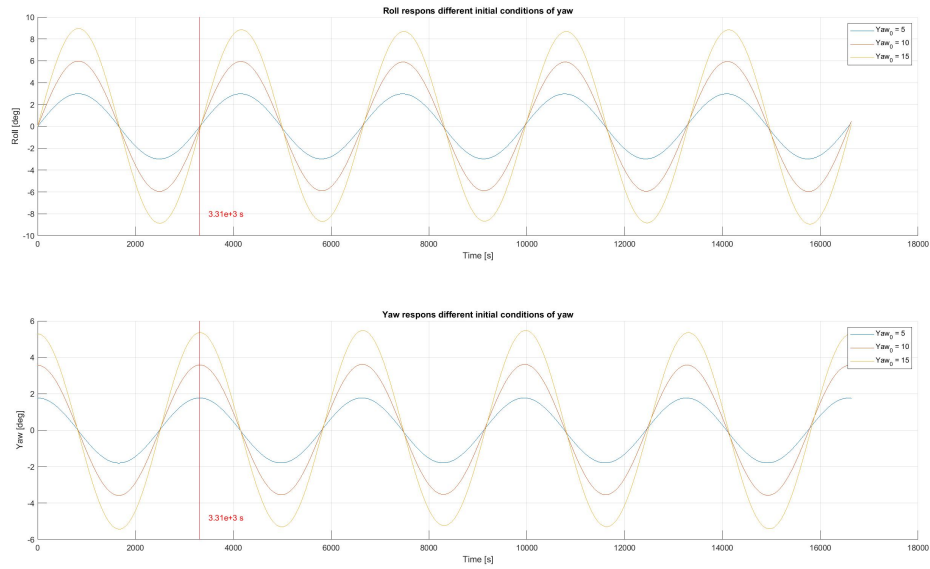 Roll respons different initial conditions of yaw
10
8
6
4
2
0
-2
-4
-6
-8
-10
Roll [deg]
Yaw0 = 5
Yaw0 = 10
Yaw0 = 15
3.31e+3 s
0 2000 4000 6000 8000 10000 12000 14000 16000 18000
Time [s]
Yaw respons different initial conditions of yaw
6
4
2
0
-2
-4
-6
Yaw [deg]
Yaw0 = 5
Yaw0 = 10
Yaw0 = 15
3.31e+3 s
0 2000 4000 6000 8000 10000 12000 14000 16000 18000
Time [s]